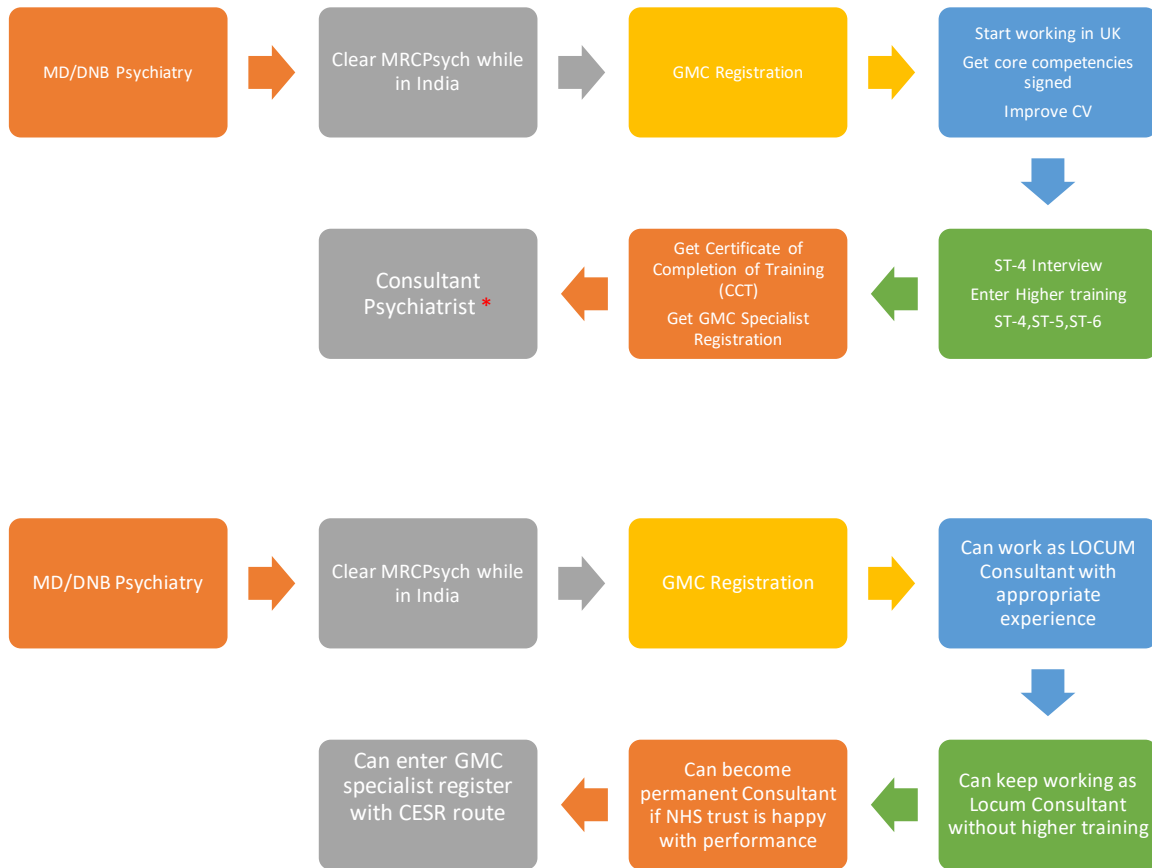 MD/DNB Psychiatry
Clear MRCPsych while
in India
GMC Registration
Start working in UK
Get core competencies
signed
Improve CV
ST-4 Interview
Enter Higher training
ST-4,ST-5,ST-6
Get Certificate of
Completion of Training
(CCT)
Get GMC Specialist
Registration
Consultant
Psychiatrist *
MD/DNB Psychiatry
Clear MRCPsych while
in India
GMC Registration
Can work as LOCUM
Consultant with
appropriate
experience
Can keep working as
Locum Consultant
without higher training
Can become
permanent Consultant
if NHS trust is happy
with performance
Can enter GMC
specialist register
with CESR route